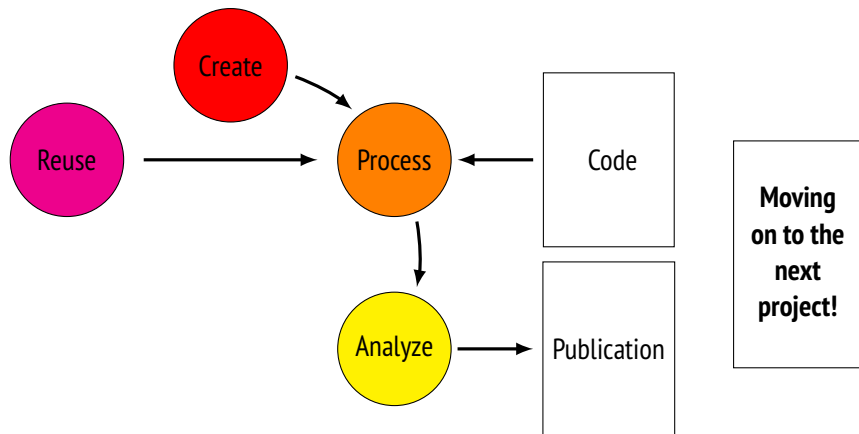 Create
Reuse
Process
Code
Moving
on to the
next
project!
Analyze
Publication